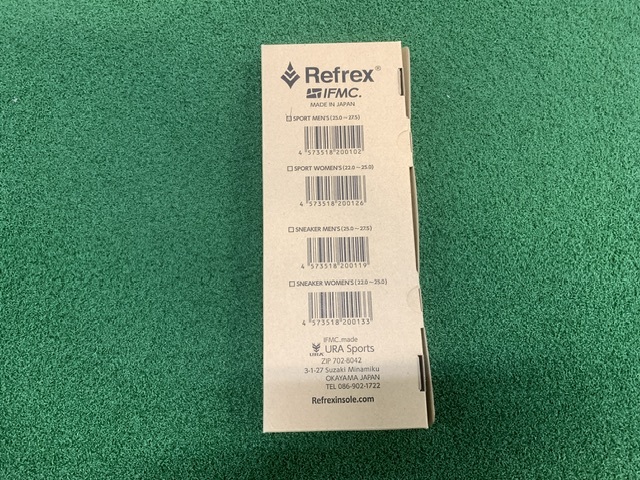 Refrex®
IFMC.
MADE IN JAPAN
SPORT MEN'S (25.0～27.5)
4 573518 200102
SPORT WOMEN'S (22.0～25.0)
4 573518 200126
SNEAKER MEN'S (25.0～27.5)
4 573518 200119
SNEAKER WOMEN'S (22.0～25.0)
4 573518 200133
IFMC.made
URA URA Sports
ZIP 702-8042
3-1-27 Suzaki Minamiku
OKAYAMA JAPAN
TEL 086-902-1722
Refrexinsole.com